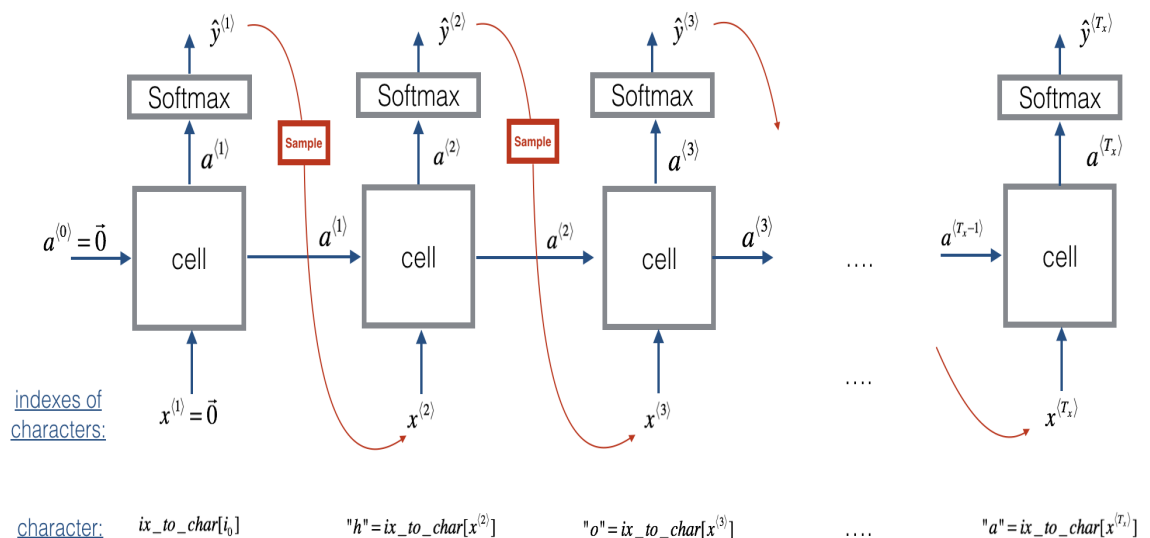 ŷ⟨1⟩ ŷ⟨2⟩ ŷ⟨3⟩ ŷ⟨Tₓ⟩
Softmax Softmax Softmax Softmax
Sample Sample
a⟨1⟩ a⟨2⟩ a⟨3⟩ a⟨Tₓ⟩
a⟨0⟩ = 0⃗ cell a⟨1⟩ cell a⟨2⟩ cell a⟨3⟩ .... a⟨Tₓ−1⟩ cell
....
indexes of
characters:
x⟨1⟩ = 0⃗ x⟨2⟩ x⟨3⟩ x⟨Tₓ⟩
character: ix_to_char[i₀] "h"=ix_to_char[x⟨2⟩] "o"=ix_to_char[x⟨3⟩] .... "a"=ix_to_char[x⟨Tₓ⟩]